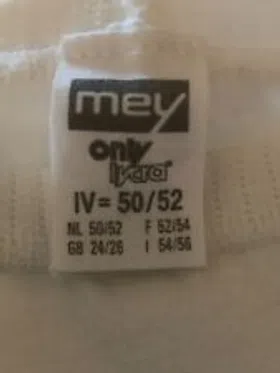 mey
only
lycra®
IV = 50/52
NL 50/52 F 52/54
GB 24/26 I 54/56